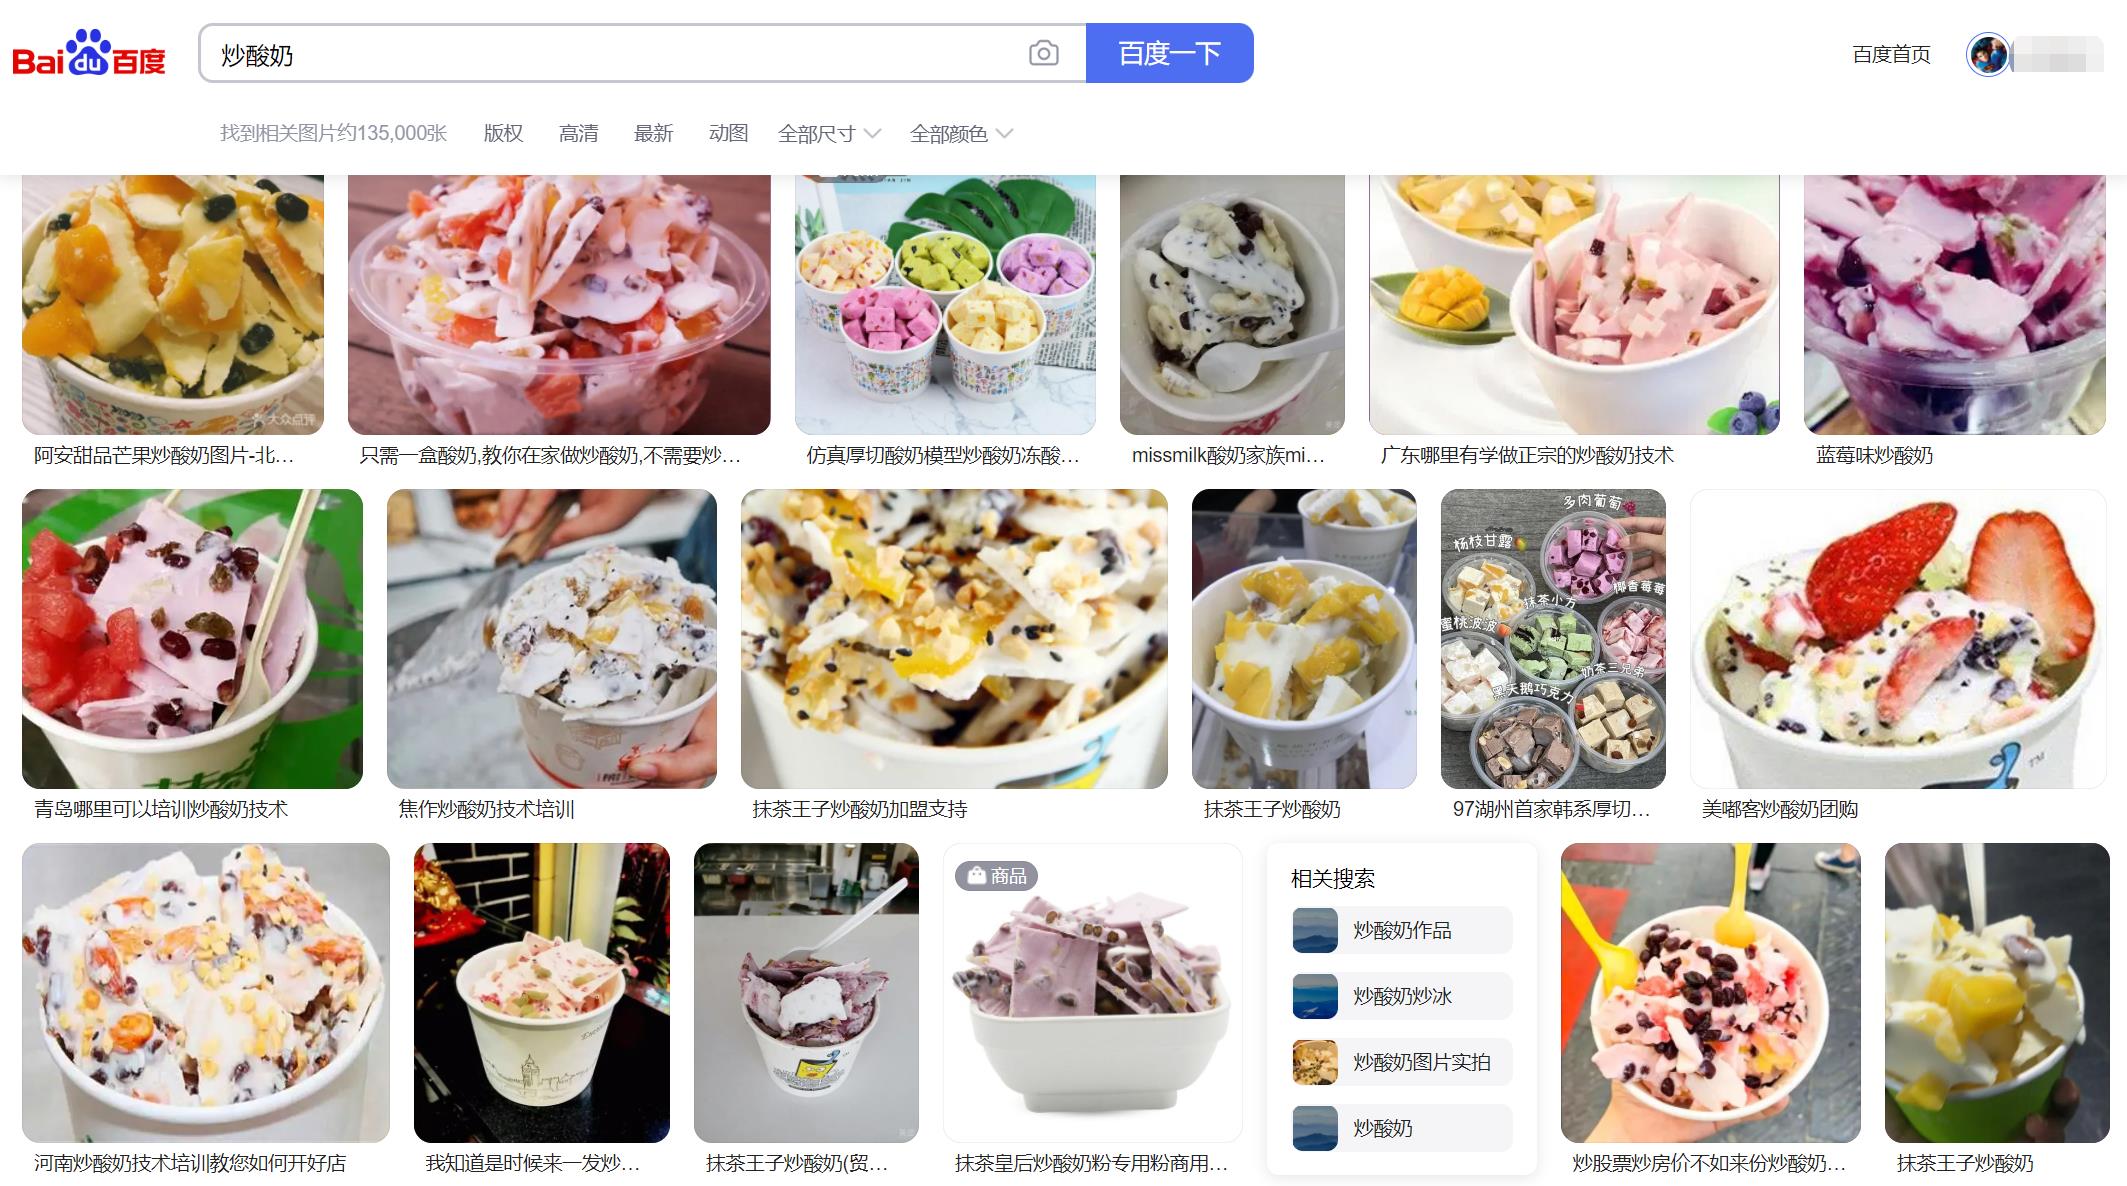 Bai du 百度
炒酸奶
百度一下
百度首页
找到相关图片约135,000张 版权 高清 最新 动图 全部尺寸 全部颜色
大众点评
阿安甜品芒果炒酸奶图片-北...
只需一盒酸奶,教你在家做炒酸奶,不需要炒...
仿真厚切酸奶模型炒酸奶冻酸...
missmilk酸奶家族mi...
广东哪里有学做正宗的炒酸奶技术
蓝莓味炒酸奶
多肉葡萄
杨枝甘露
椰香莓莓
抹茶小方
蜜桃波波
奶茶三兄弟
黑天鹅巧克力
TM
青岛哪里可以培训炒酸奶技术
焦作炒酸奶技术培训
抹茶王子炒酸奶加盟支持
抹茶王子炒酸奶
97湖州首家韩系厚切...
美嘟客炒酸奶团购
商品
相关搜索
炒酸奶作品
炒酸奶炒冰
炒酸奶图片实拍
炒酸奶
河南炒酸奶技术培训教您如何开好店
我知道是时候来一发炒...
抹茶王子炒酸奶(贸...
抹茶皇后炒酸奶粉专用粉商用...
炒股票炒房价不如来份炒酸奶...
抹茶王子炒酸奶